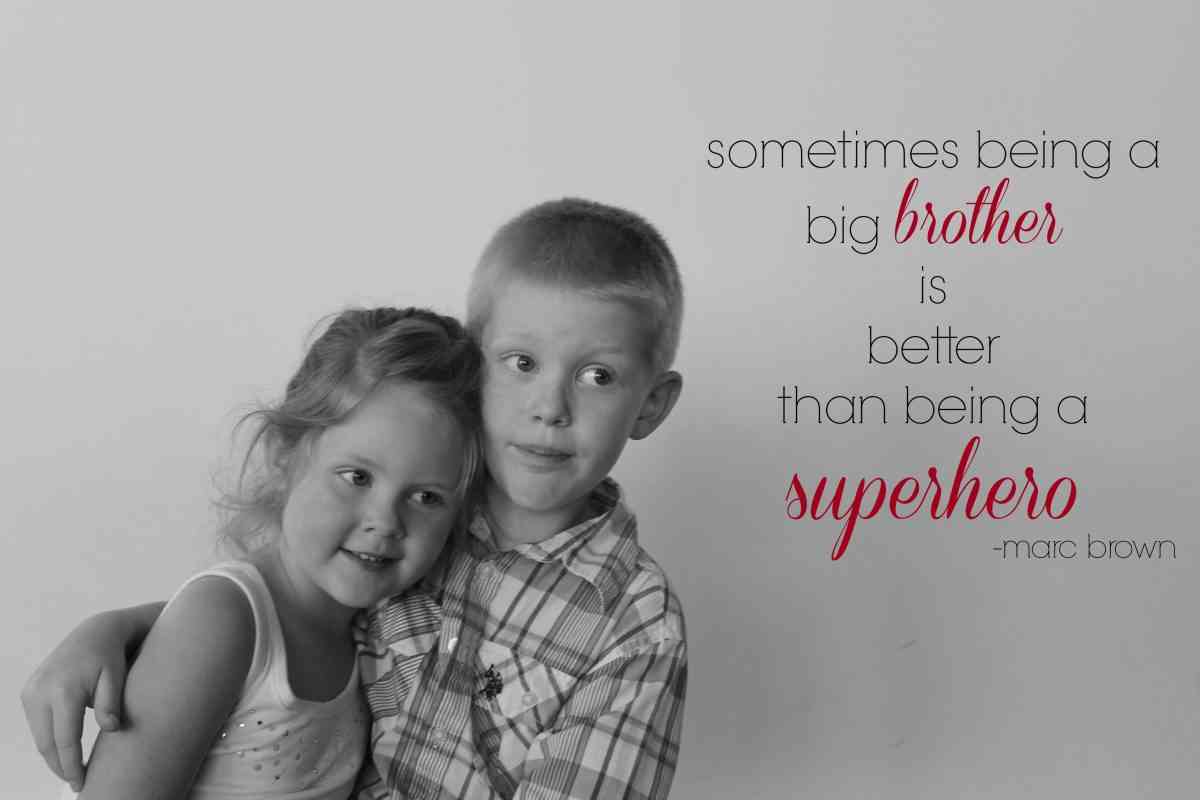 sometimes being a
big brother
is
better
than being a
superhero
-marc brown